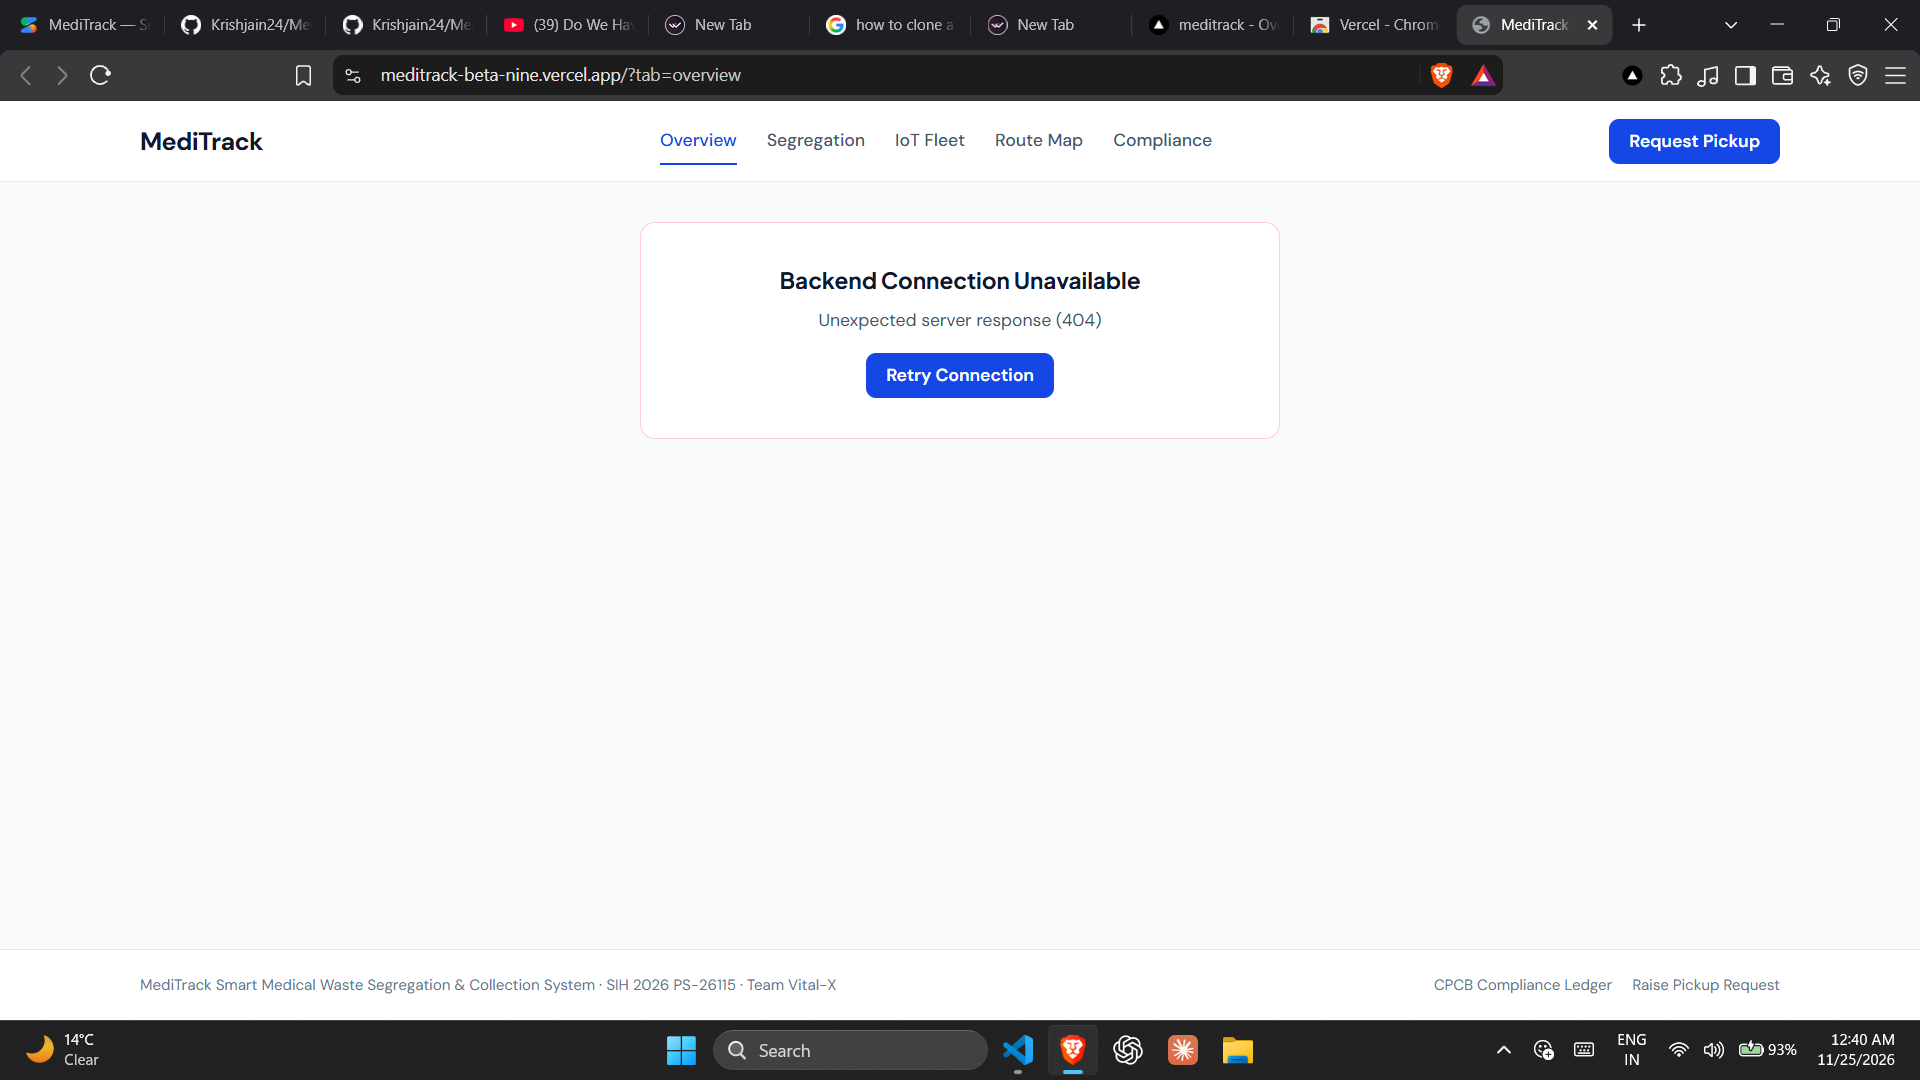 MediTrack — S
Krishjain24/Me
Krishjain24/Me
(39) Do We Hav
New Tab
how to clone a
New Tab
meditrack - Ov
Vercel - Chrom
MediTrack
meditrack-beta-nine.vercel.app/?tab=overview
MediTrack
Overview
Segregation
IoT Fleet
Route Map
Compliance
Request Pickup
Backend Connection Unavailable
Unexpected server response (404)
Retry Connection
MediTrack Smart Medical Waste Segregation & Collection System · SIH 2026 PS-26115 · Team Vital-X
CPCB Compliance Ledger
Raise Pickup Request
14°C
Clear
Search
ENG
IN
93%
12:40 AM
11/25/2026